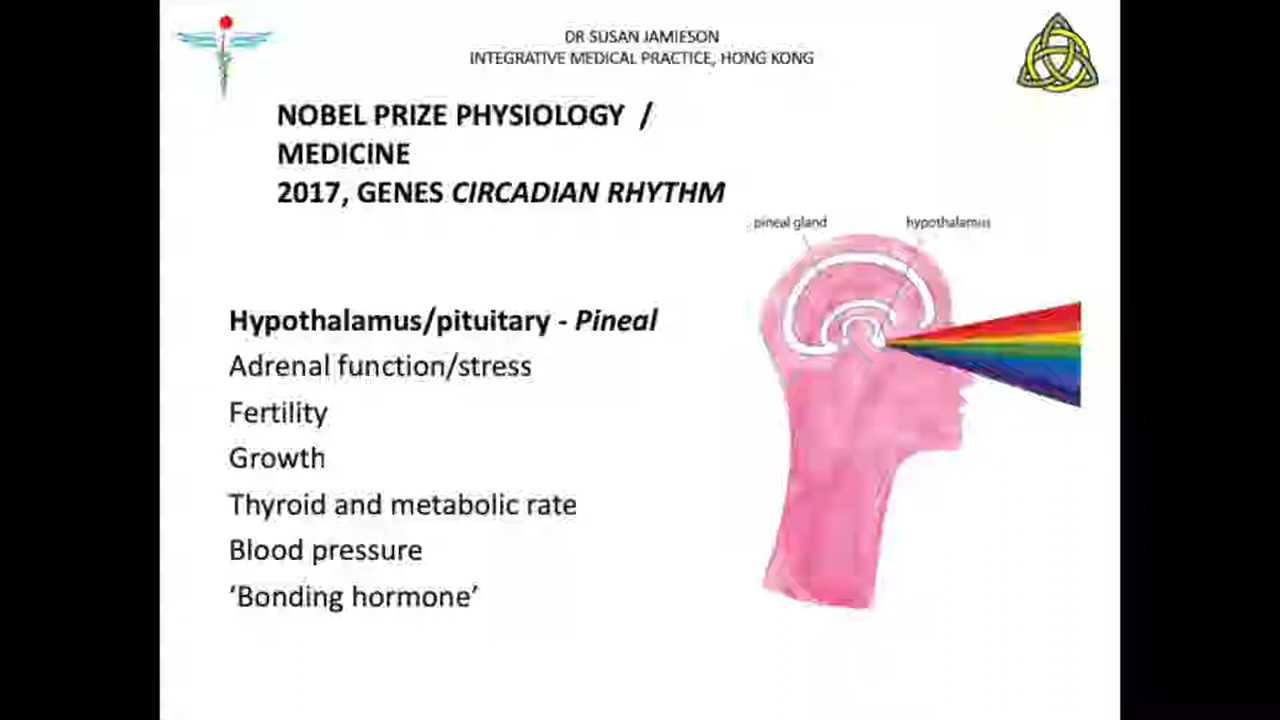 DR SUSAN JAMIESON
INTEGRATIVE MEDICAL PRACTICE, HONG KONG
NOBEL PRIZE PHYSIOLOGY /
MEDICINE
2017, GENES CIRCADIAN RHYTHM
pineal gland
hypothalamus
Hypothalamus/pituitary - Pineal
Adrenal function/stress
Fertility
Growth
Thyroid and metabolic rate
Blood pressure
‘Bonding hormone’